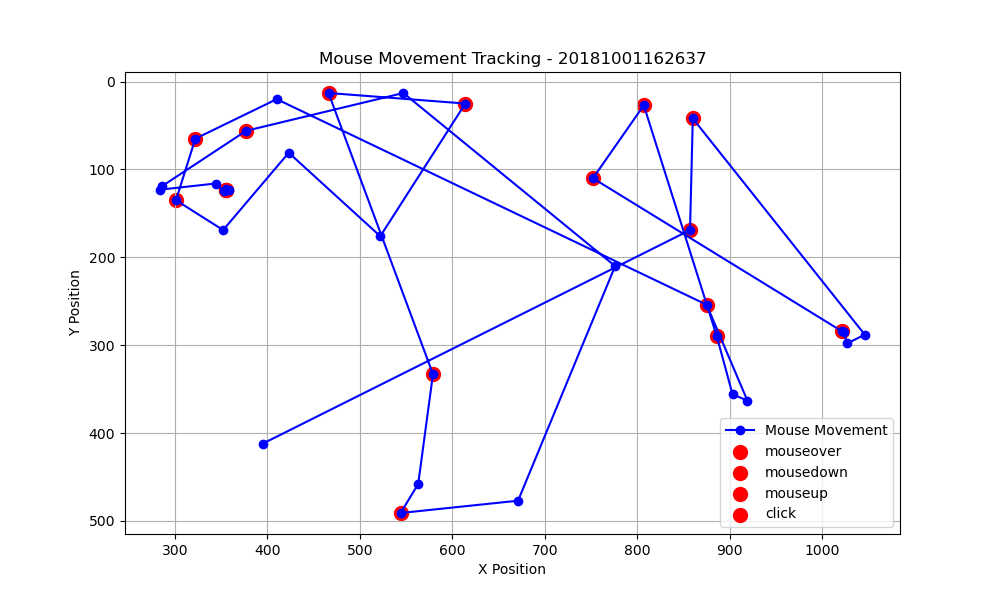 Mouse Movement Tracking - 20181001162637
0
100
200
300
400
500
Y Position
300 400 500 600 700 800 900 1000
X Position
Mouse Movement
mouseover
mousedown
mouseup
click